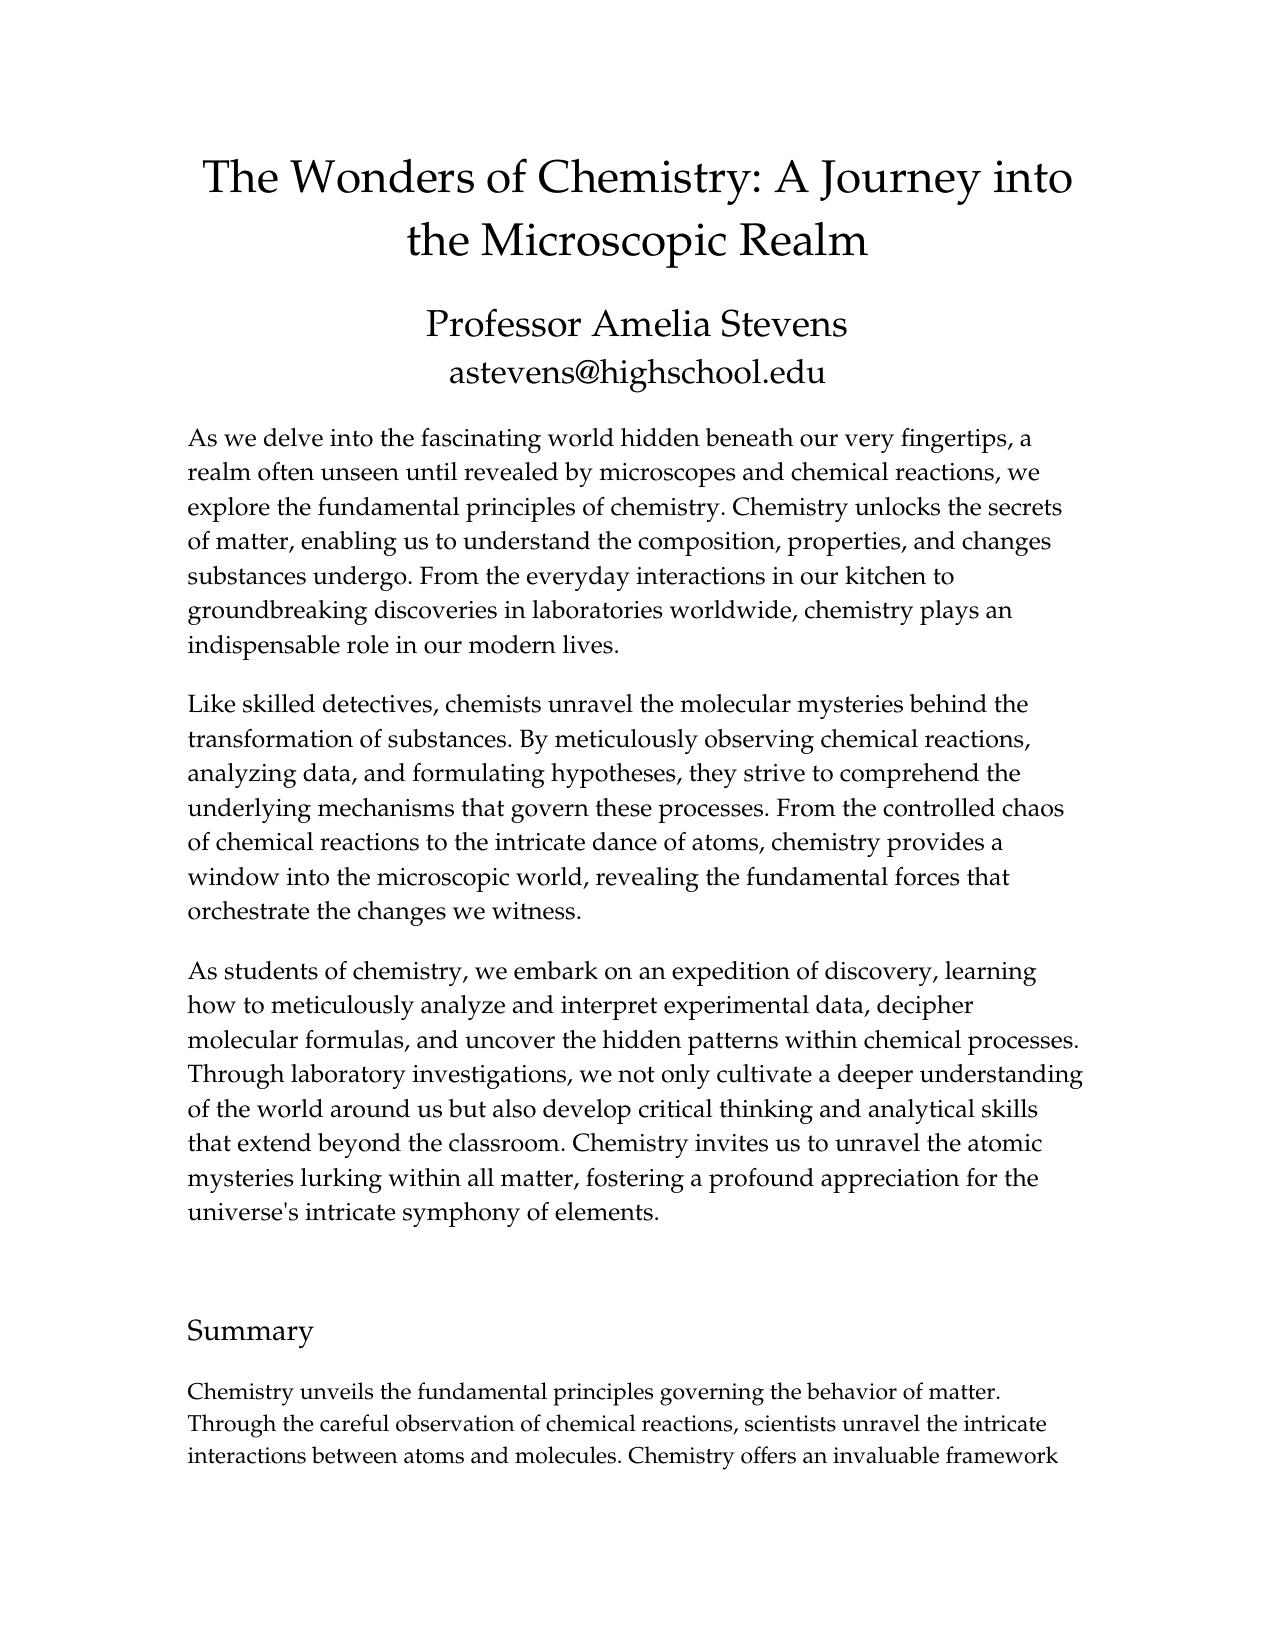 The Wonders of Chemistry: A Journey into
the Microscopic Realm
Professor Amelia Stevens
astevens@highschool.edu
As we delve into the fascinating world hidden beneath our very fingertips, a
realm often unseen until revealed by microscopes and chemical reactions, we
explore the fundamental principles of chemistry. Chemistry unlocks the secrets
of matter, enabling us to understand the composition, properties, and changes
substances undergo. From the everyday interactions in our kitchen to
groundbreaking discoveries in laboratories worldwide, chemistry plays an
indispensable role in our modern lives.
Like skilled detectives, chemists unravel the molecular mysteries behind the
transformation of substances. By meticulously observing chemical reactions,
analyzing data, and formulating hypotheses, they strive to comprehend the
underlying mechanisms that govern these processes. From the controlled chaos
of chemical reactions to the intricate dance of atoms, chemistry provides a
window into the microscopic world, revealing the fundamental forces that
orchestrate the changes we witness.
As students of chemistry, we embark on an expedition of discovery, learning
how to meticulously analyze and interpret experimental data, decipher
molecular formulas, and uncover the hidden patterns within chemical processes.
Through laboratory investigations, we not only cultivate a deeper understanding
of the world around us but also develop critical thinking and analytical skills
that extend beyond the classroom. Chemistry invites us to unravel the atomic
mysteries lurking within all matter, fostering a profound appreciation for the
universe's intricate symphony of elements.
Summary
Chemistry unveils the fundamental principles governing the behavior of matter.
Through the careful observation of chemical reactions, scientists unravel the intricate
interactions between atoms and molecules. Chemistry offers an invaluable framework